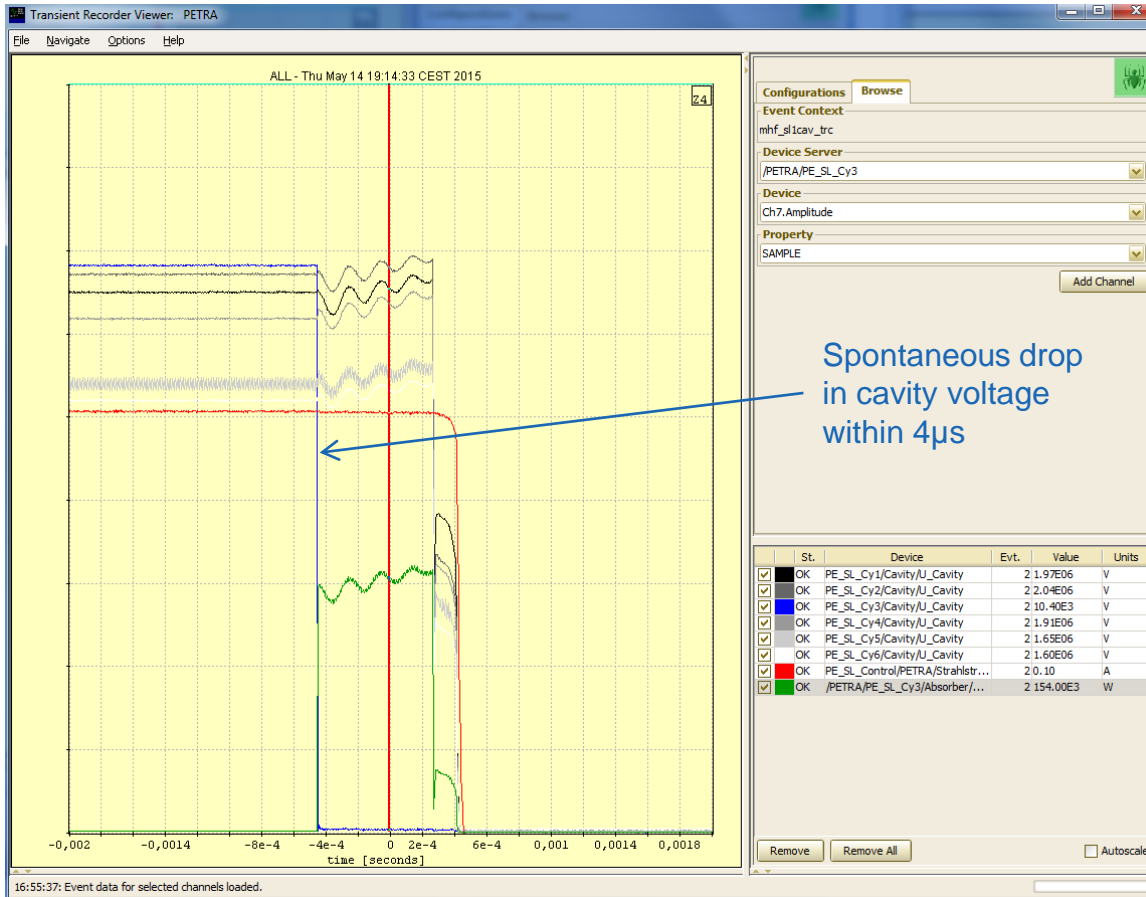 Transient Recorder Viewer: PETRA
File Navigate Options Help
ALL - Thu May 14 19:14:33 CEST 2015
Z4
-0,002 -0,0014 -8e-4 -4e-4 0 2e-4 6e-4 0,001 0,0014 0,0018
time [seconds]
Configurations Browse
Event Context
mhf_sl1cav_trc
Device Server
/PETRA/PE_SL_Cy3
Device
Ch7.Amplitude
Property
SAMPLE
Add Channel
Spontaneous drop
in cavity voltage
within 4µs
St. Device Evt. Value Units
OK PE_SL_Cy1/Cavity/U_Cavity 2 1.97E06 V
OK PE_SL_Cy2/Cavity/U_Cavity 2 2.04E06 V
OK PE_SL_Cy3/Cavity/U_Cavity 2 10.40E3 V
OK PE_SL_Cy4/Cavity/U_Cavity 2 1.91E06 V
OK PE_SL_Cy5/Cavity/U_Cavity 2 1.65E06 V
OK PE_SL_Cy6/Cavity/U_Cavity 2 1.60E06 V
OK PE_SL_Control/PETRA/Strahlstr... 2 0.10 A
OK /PETRA/PE_SL_Cy3/Absorber/... 2 154.00E3 W
Remove Remove All Autoscale
16:55:37: Event data for selected channels loaded.